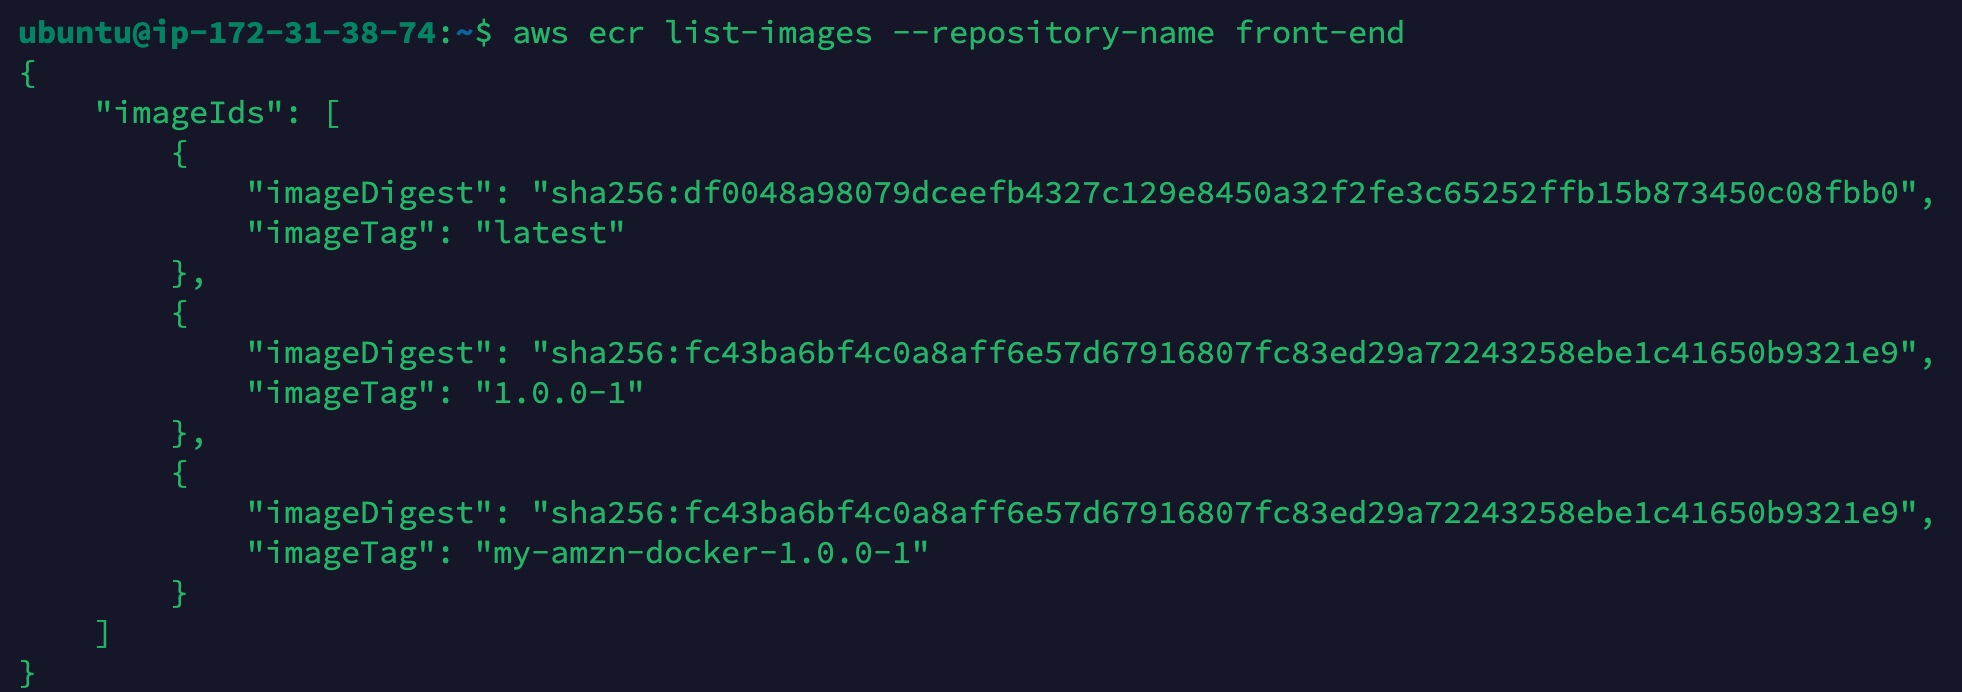 ubuntu@ip-172-31-38-74:~$ aws ecr list-images --repository-name front-end
{
    "imageIds": [
        {
            "imageDigest": "sha256:df0048a98079dceefb4327c129e8450a32f2fe3c65252ffb15b873450c08fbb0",
            "imageTag": "latest"
        },
        {
            "imageDigest": "sha256:fc43ba6bf4c0a8aff6e57d67916807fc83ed29a72243258ebe1c41650b9321e9",
            "imageTag": "1.0.0-1"
        },
        {
            "imageDigest": "sha256:fc43ba6bf4c0a8aff6e57d67916807fc83ed29a72243258ebe1c41650b9321e9",
            "imageTag": "my-amzn-docker-1.0.0-1"
        }
    ]
}